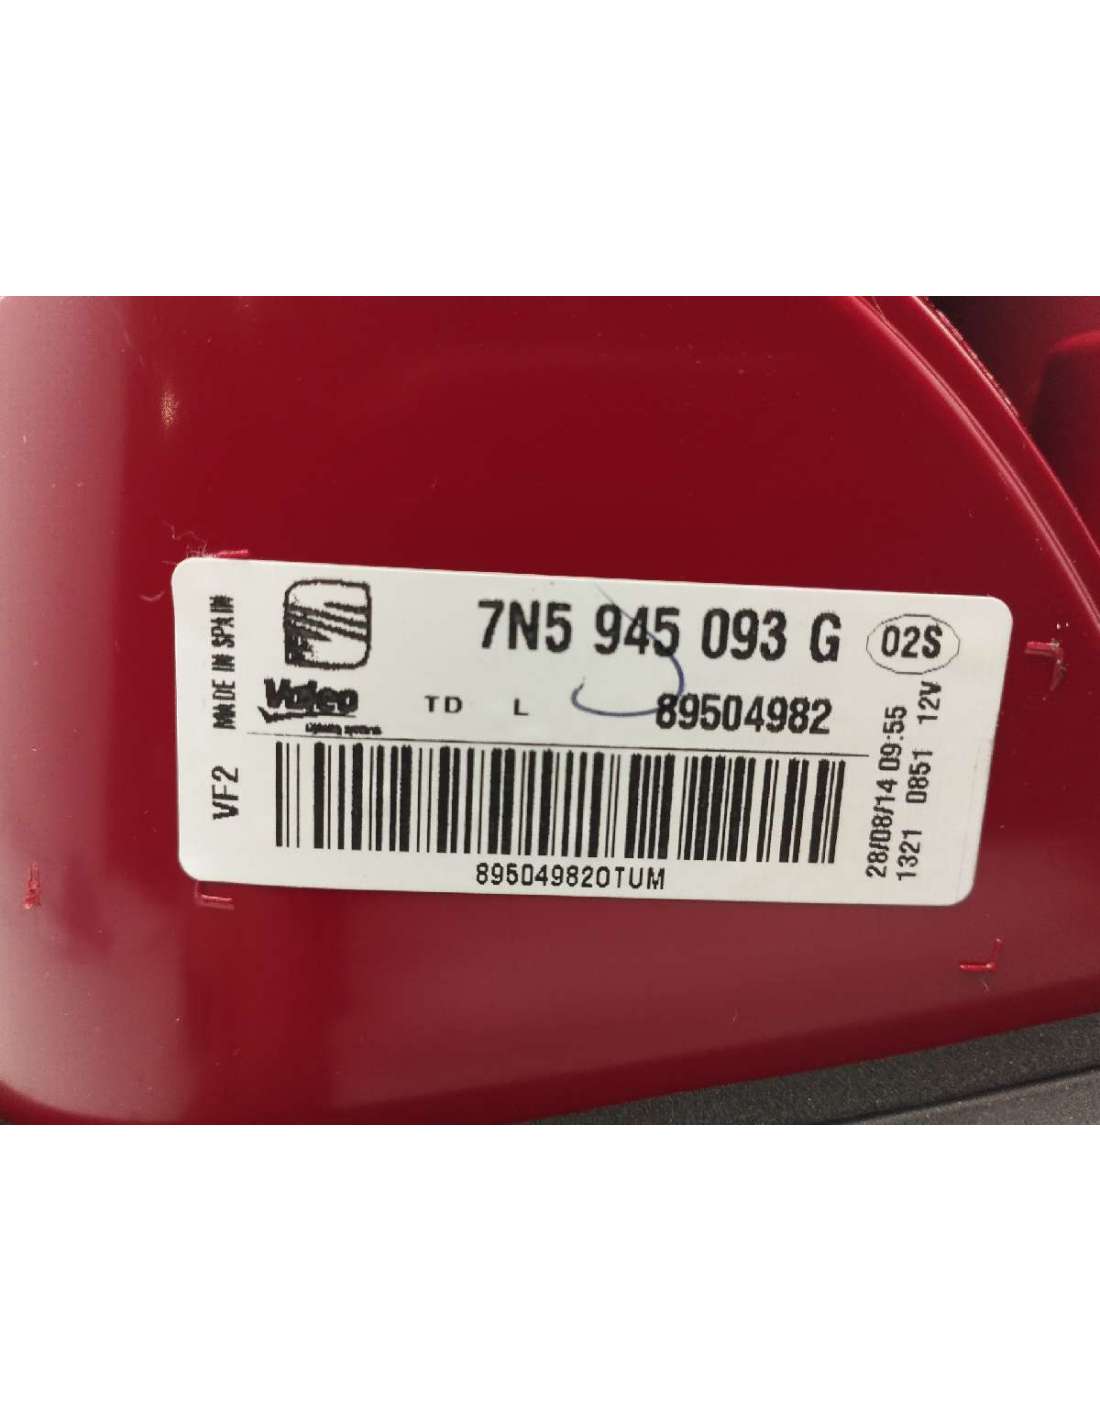 MADE IN SPAIN
VF2
Valeo
7N5 945 093 G
02S
TD L 89504982
895049820TUM
28/08/14 09:55
1321 0851 12V